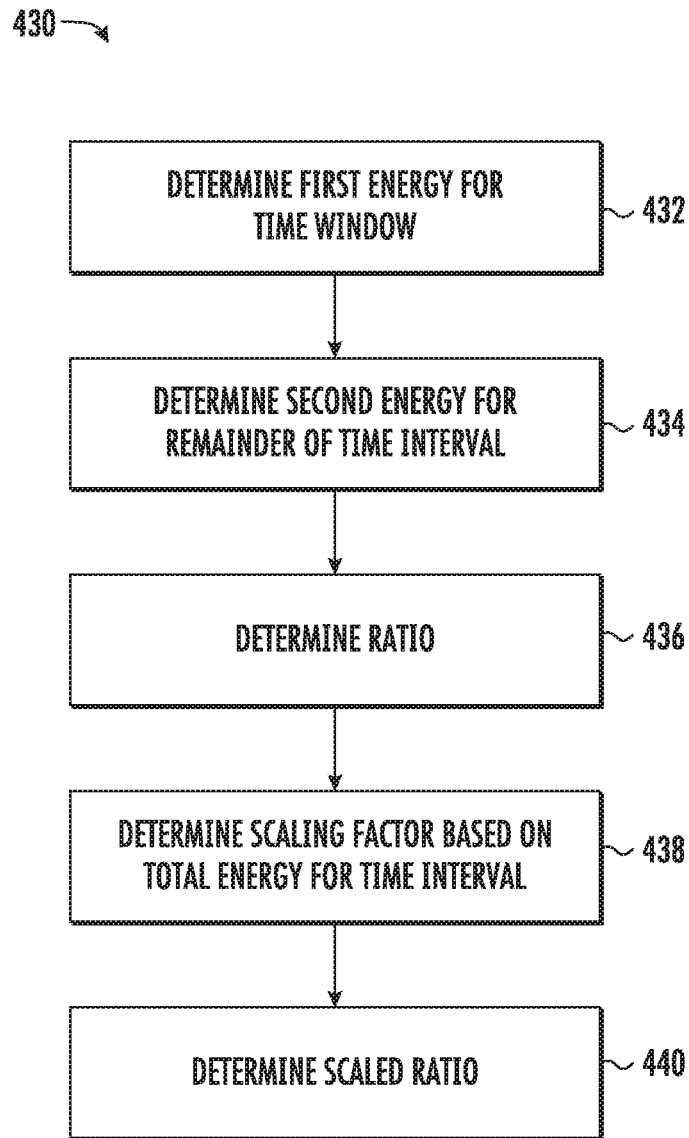 430
DETERMINE FIRST ENERGY FOR
TIME WINDOW
432
DETERMINE SECOND ENERGY FOR
REMAINDER OF TIME INTERVAL
434
DETERMINE RATIO
436
DETERMINE SCALING FACTOR BASED ON
TOTAL ENERGY FOR TIME INTERVAL
438
DETERMINE SCALED RATIO
440